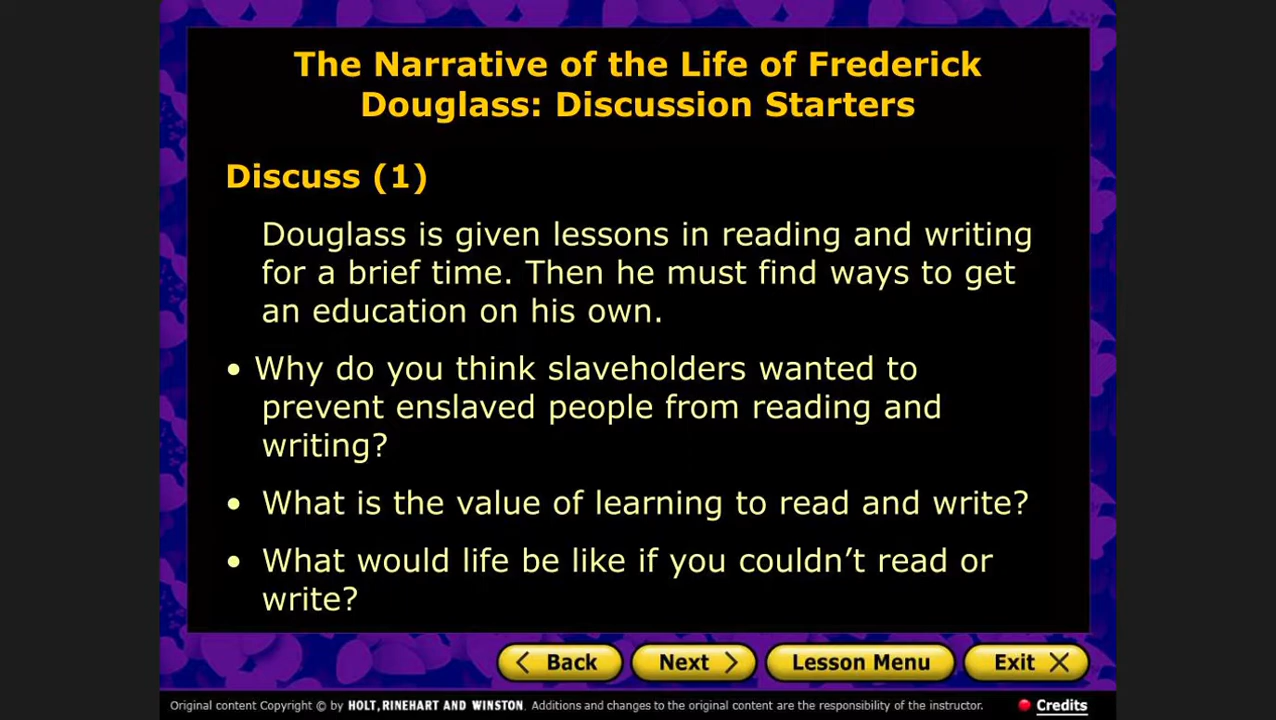 The Narrative of the Life of Frederick
Douglass: Discussion Starters
Discuss (1)
Douglass is given lessons in reading and writing
for a brief time. Then he must find ways to get
an education on his own.
• Why do you think slaveholders wanted to
prevent enslaved people from reading and
writing?
• What is the value of learning to read and write?
• What would life be like if you couldn’t read or
write?
Back Next Lesson Menu Exit
Original content Copyright © by HOLT, RINEHART AND WINSTON. Additions and changes to the original content are the responsibility of the instructor. Credits